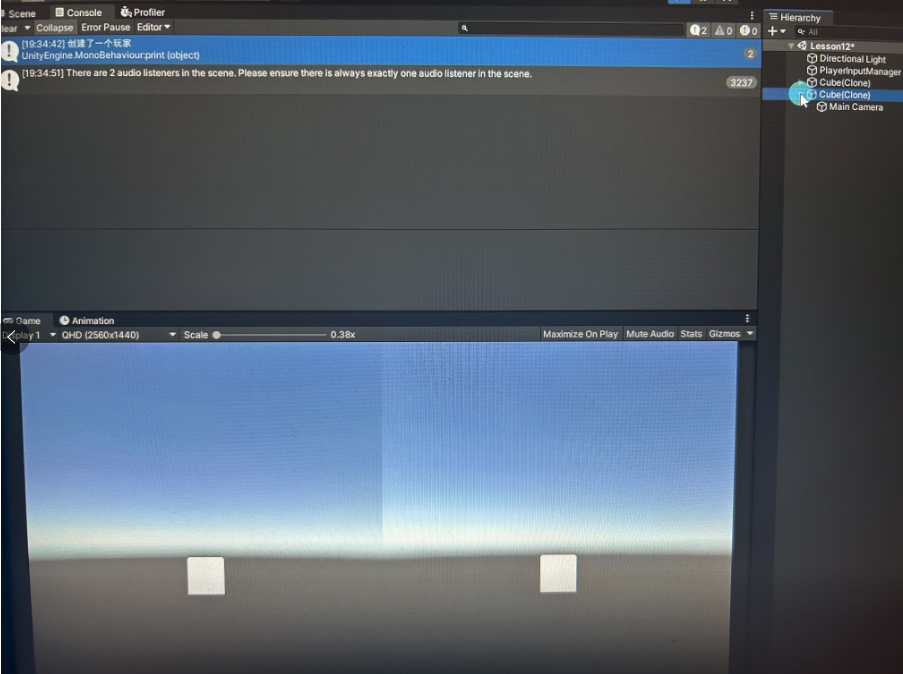 Scene
Console
Profiler
Collapse
Error Pause
Editor
2
0
0
[19:34:42] 创建了一个玩家
UnityEngine.MonoBehaviour:print (object)
2
[19:34:51] There are 2 audio listeners in the scene. Please ensure there is always exactly one audio listener in the scene.
3237
Game
Animation
QHD (2560x1440)
Scale
0.38x
Maximize On Play
Mute Audio
Stats
Gizmos
Hierarchy
All
Lesson12*
Directional Light
PlayerInputManager
Cube(Clone)
Cube(Clone)
Main Camera